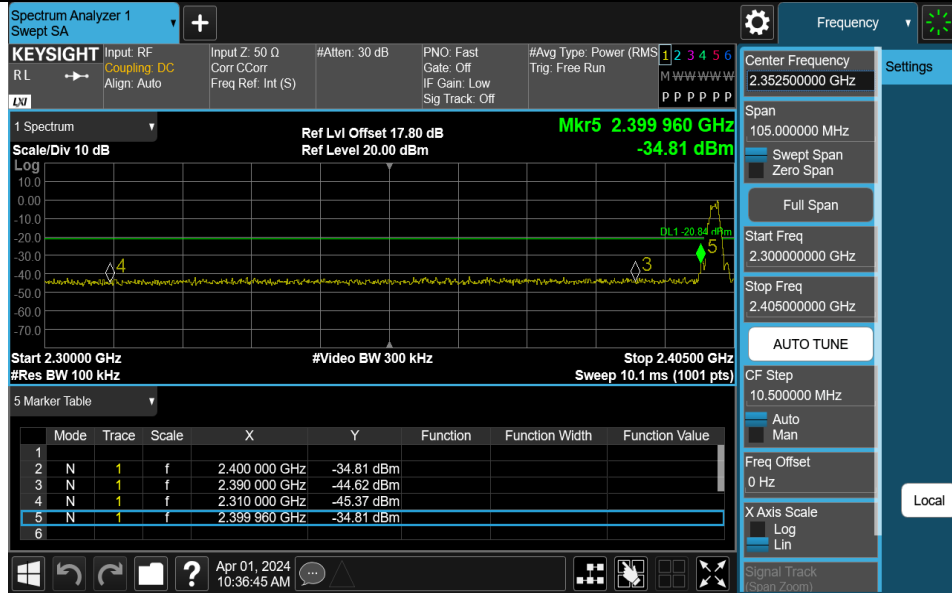 Spectrum Analyzer 1
Swept SA
+
Frequency
KEYSIGHT
RL
LXI
Input: RF
Coupling: DC
Align: Auto
Input Z: 50 Ω
Corr CCorr
Freq Ref: Int (S)
#Atten: 30 dB
PNO: Fast
Gate: Off
IF Gain: Low
Sig Track: Off
#Avg Type: Power (RMS
Trig: Free Run
1 2 3 4 5 6
M W W W W W
P P P P P P
1 Spectrum
Scale/Div 10 dB
Ref Lvl Offset 17.80 dB
Ref Level 20.00 dBm
Mkr5 2.399 960 GHz
-34.81 dBm
Log
10.0
0.00
-10.0
-20.0
-30.0
-40.0
-50.0
-60.0
-70.0
DL1 -20.84 dBm
4
3
5
Start 2.30000 GHz
#Video BW 300 kHz
Stop 2.40500 GHz
#Res BW 100 kHz
Sweep 10.1 ms (1001 pts)
5 Marker Table
Mode Trace Scale X Y Function Function Width Function Value
1
2 N 1 f 2.400 000 GHz -34.81 dBm
3 N 1 f 2.390 000 GHz -44.62 dBm
4 N 1 f 2.310 000 GHz -45.37 dBm
5 N 1 f 2.399 960 GHz -34.81 dBm
6
Apr 01, 2024
10:36:45 AM
?
Center Frequency
2.352500000 GHz
Span
105.000000 MHz
Swept Span
Zero Span
Full Span
Start Freq
2.300000000 GHz
Stop Freq
2.405000000 GHz
AUTO TUNE
CF Step
10.500000 MHz
Auto
Man
Freq Offset
0 Hz
X Axis Scale
Log
Lin
Signal Track
(Span Zoom)
Settings
Local